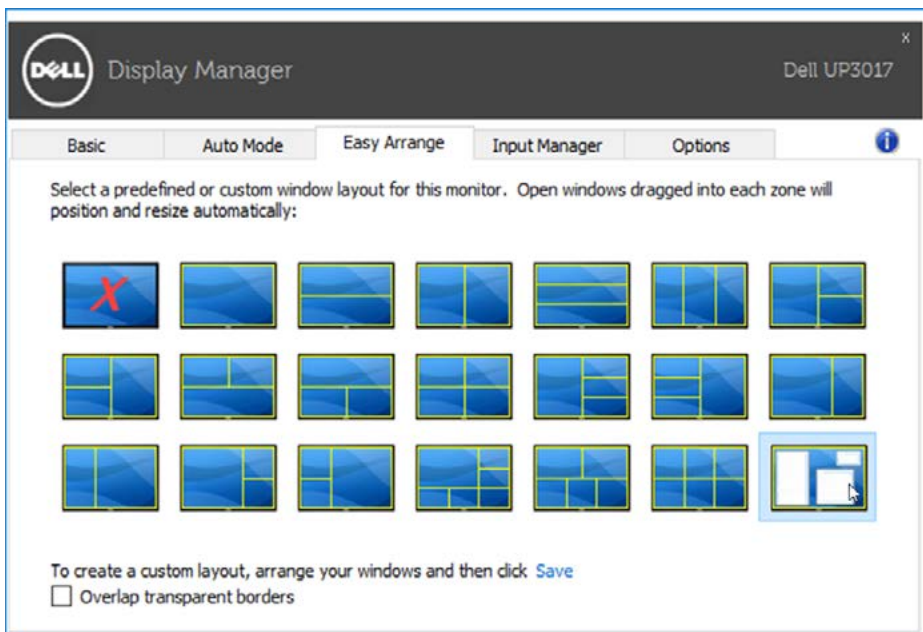 x
DELL Display Manager Dell UP3017
Basic Auto Mode Easy Arrange Input Manager Options i
Select a predefined or custom window layout for this monitor. Open windows dragged into each zone will
position and resize automatically:
X
To create a custom layout, arrange your windows and then click Save
Overlap transparent borders